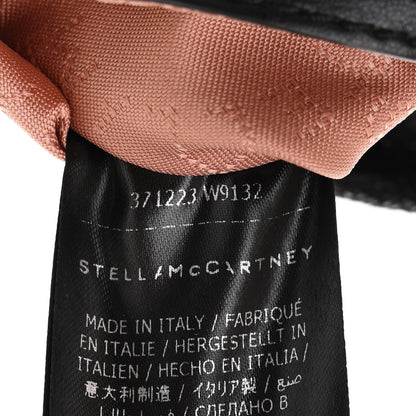 371223 W9132
STELLA McCARTNEY
MADE IN ITALY / FABRIQUÉ
EN ITALIE / HERGESTELLT IN
ITALIEN / HECHO EN ITALIA /
意大利制造 / イタリア製 / صنع
СДЕЛАНО В